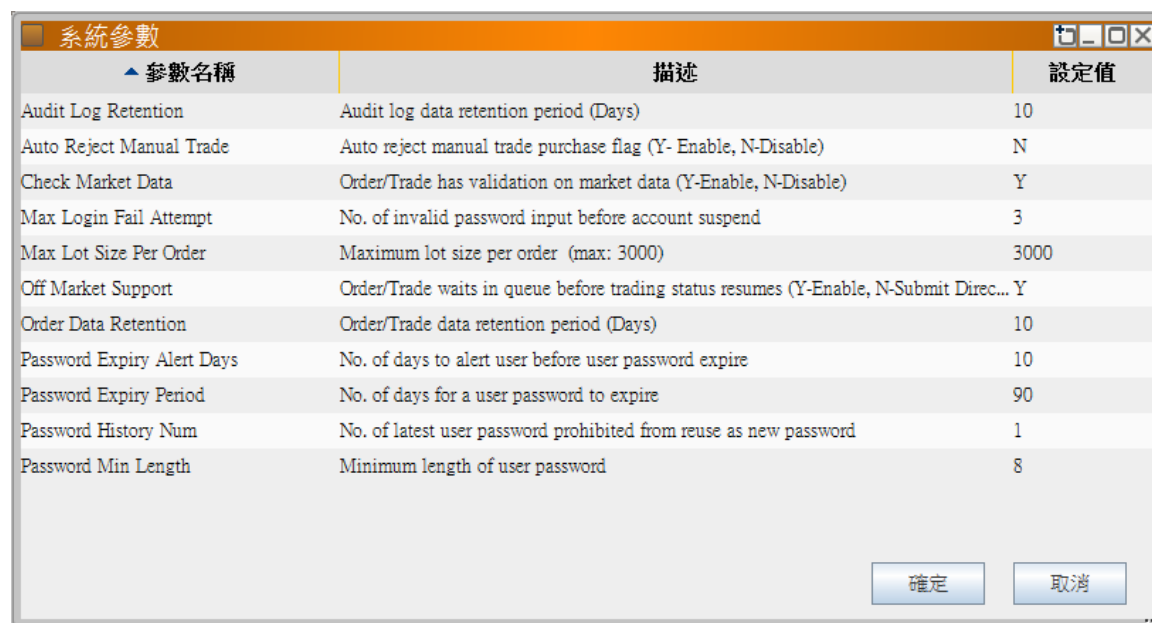 系統參數
參數名稱 描述 設定值
Audit Log Retention Audit log data retention period (Days) 10
Auto Reject Manual Trade Auto reject manual trade purchase flag (Y- Enable, N-Disable) N
Check Market Data Order/Trade has validation on market data (Y-Enable, N-Disable) Y
Max Login Fail Attempt No. of invalid password input before account suspend 3
Max Lot Size Per Order Maximum lot size per order (max: 3000) 3000
Off Market Support Order/Trade waits in queue before trading status resumes (Y-Enable, N-Submit Direc... Y
Order Data Retention Order/Trade data retention period (Days) 10
Password Expiry Alert Days No. of days to alert user before user password expire 10
Password Expiry Period No. of days for a user password to expire 90
Password History Num No. of latest user password prohibited from reuse as new password 1
Password Min Length Minimum length of user password 8
確定 取消